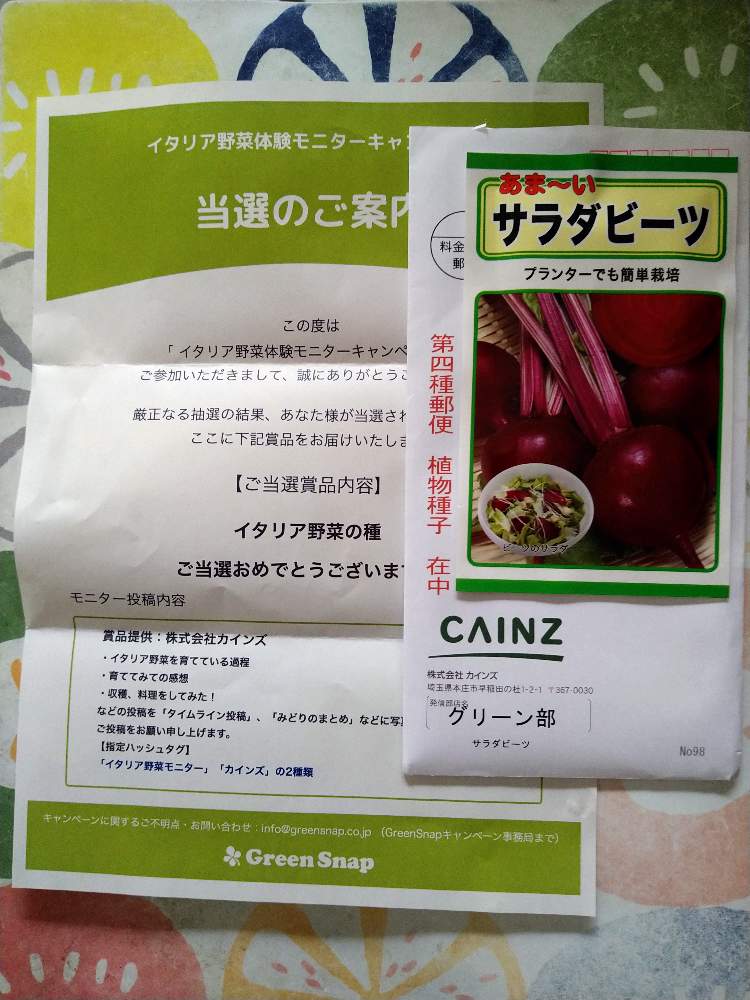 イタリア野菜体験モニターキャン
当選のご案内
この度は
「 イタリア野菜体験モニターキャンペ
ご参加いただきまして、誠にありがとうご
厳正なる抽選の結果、あなた様が当選され
ここに下記賞品をお届けいたしま
【ご当選賞品内容】
イタリア野菜の種
ご当選おめでとうございます
モニター投稿内容
賞品提供：株式会社カインズ
・イタリア野菜を育てている過程
・育ててみての感想
・収穫、料理をしてみた！
などの投稿を「タイムライン投稿」、「みどりのまとめ」などに写真
ご投稿をお願い申し上げます。
【指定ハッシュタグ】
「イタリア野菜モニター」「カインズ」の2種類
キャンペーンに関するご不明点・お問い合わせ：info@greensnap.co.jp （GreenSnapキャンペーン事務局まで）
GreenSnap
料金
郵
第四種郵便 植物種子 在中
あま〜い
サラダビーツ
プランターでも簡単栽培
ビーツのサラダ
CAINZ
株式会社 カインズ
埼玉県本庄市早稲田の杜1-2-1 〒367-0030
発信部店名
グリーン部
サラダビーツ
No98